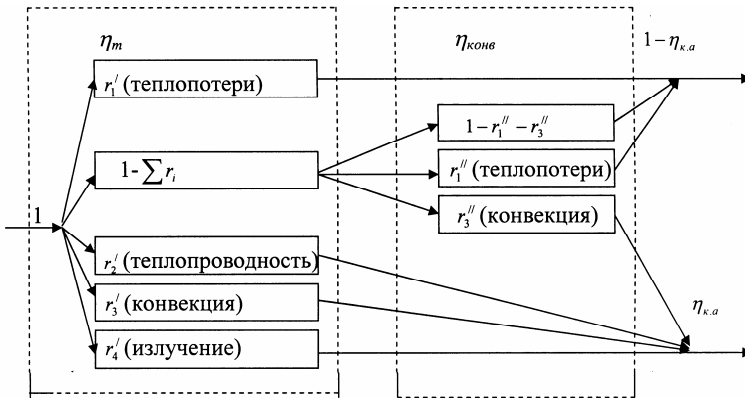 η_m η_конв 1−η_к.а
r₁′ (теплопотери)
1−r₁″−r₃″
1-∑r_i r₁″ (теплопотери)
r₃″ (конвекция)
1
r₂′ (теплопроводность)
r₃′ (конвекция)
η_к.а
r₄′ (излучение)